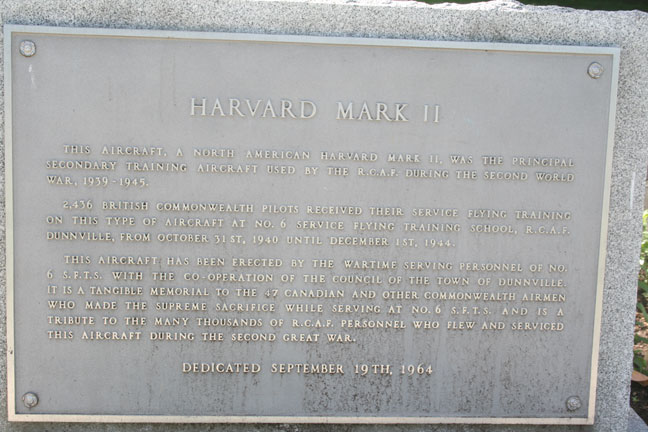 HARVARD MARK II
THIS AIRCRAFT, A NORTH AMERICAN HARVARD MARK II, WAS THE PRINCIPAL
SECONDARY TRAINING AIRCRAFT USED BY THE R.C.A.F. DURING THE SECOND WORLD
WAR, 1939-1945.
2,436 BRITISH COMMONWEALTH PILOTS RECEIVED THEIR SERVICE FLYING TRAINING
ON THIS TYPE OF AIRCRAFT AT NO. 6 SERVICE FLYING TRAINING SCHOOL, R.C.A.F.
DUNNVILLE, FROM OCTOBER 31ST, 1940 UNTIL DECEMBER 1ST, 1944.
THIS AIRCRAFT HAS BEEN ERECTED BY THE WARTIME SERVING PERSONNEL OF NO.
6 S.F.T.S. WITH THE CO-OPERATION OF THE COUNCIL OF THE TOWN OF DUNNVILLE.
IT IS A TANGIBLE MEMORIAL TO THE 47 CANADIAN AND OTHER COMMONWEALTH AIRMEN
WHO MADE THE SUPREME SACRIFICE WHILE SERVING AT NO. 6 S.F.T.S. AND IS A
TRIBUTE TO THE MANY THOUSANDS OF R.C.A.F. PERSONNEL WHO FLEW AND SERVICED
THIS AIRCRAFT DURING THE SECOND GREAT WAR.
DEDICATED SEPTEMBER 19TH, 1964